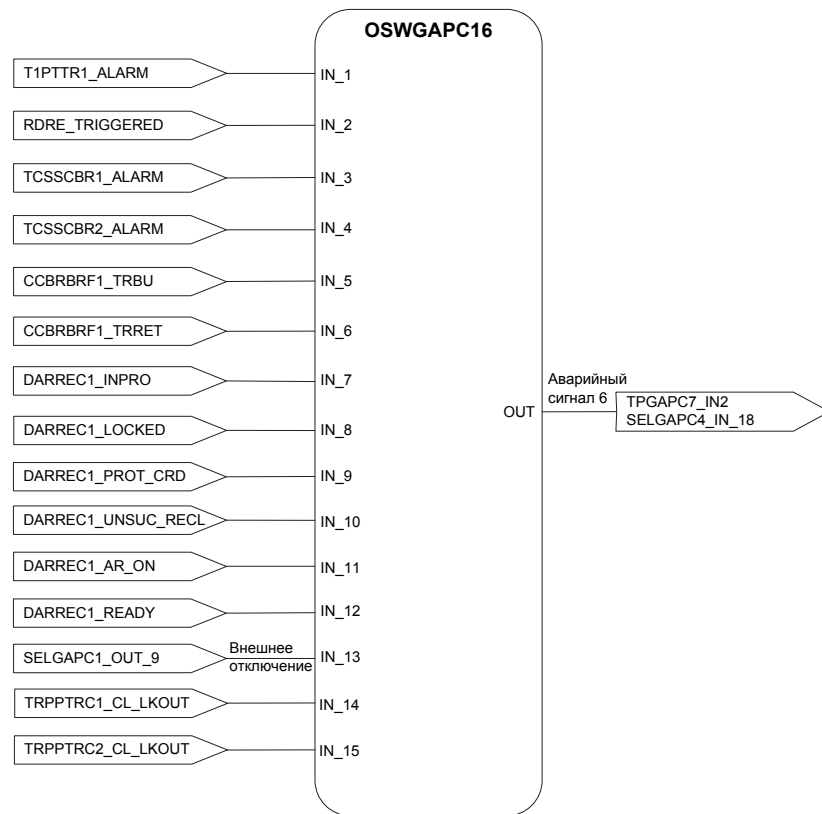 OSWGAPC16
T1PTTR1_ALARM
IN_1
RDRE_TRIGGERED
IN_2
TCSSCBR1_ALARM
IN_3
TCSSCBR2_ALARM
IN_4
CCBRBRF1_TRBU
IN_5
CCBRBRF1_TRRET
IN_6
DARREC1_INPRO
IN_7
DARREC1_LOCKED
IN_8
DARREC1_PROT_CRD
IN_9
DARREC1_UNSUC_RECL
IN_10
DARREC1_AR_ON
IN_11
DARREC1_READY
IN_12
SELGAPC1_OUT_9
Внешнее
отключение
IN_13
TRPPTRC1_CL_LKOUT
IN_14
TRPPTRC2_CL_LKOUT
IN_15
OUT
Аварийный
сигнал 6
TPGAPC7_IN2
SELGAPC4_IN_18